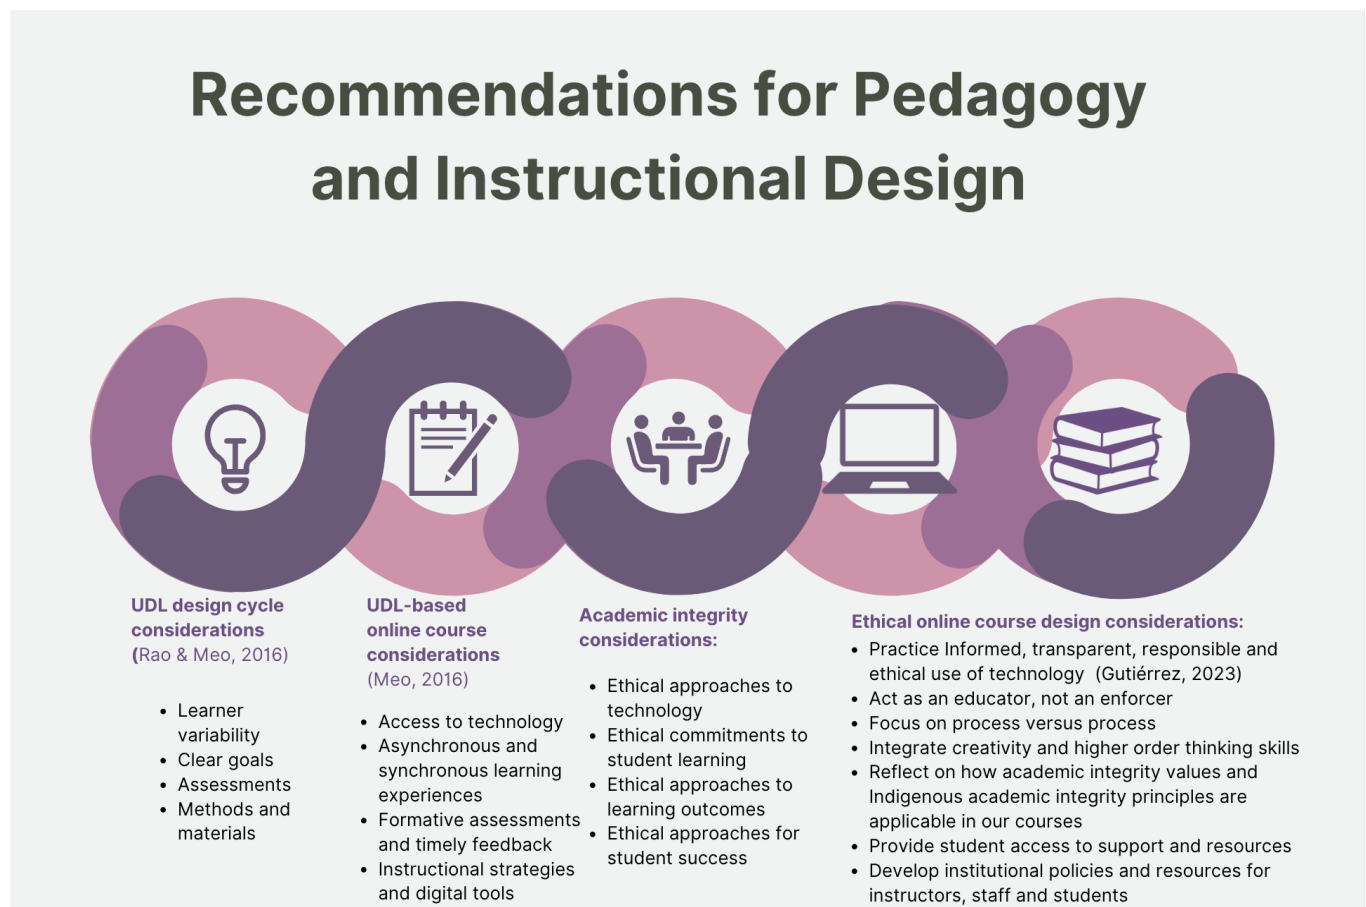 Recommendations for Pedagogy
and Instructional Design
UDL design cycle
considerations
(Rao & Meo, 2016)
• Learner
variability
• Clear goals
• Assessments
• Methods and
materials
UDL-based
online course
considerations
(Meo, 2016)
• Access to technology
• Asynchronous and
synchronous learning
experiences
• Formative assessments
and timely feedback
• Instructional strategies
and digital tools
Academic integrity
considerations:
• Ethical approaches to
technology
• Ethical commitments to
student learning
• Ethical approaches to
learning outcomes
• Ethical approaches for
student success
Ethical online course design considerations:
• Practice Informed, transparent, responsible and
ethical use of technology (Gutiérrez, 2023)
• Act as an educator, not an enforcer
• Focus on process versus process
• Integrate creativity and higher order thinking skills
• Reflect on how academic integrity values and
Indigenous academic integrity principles are
applicable in our courses
• Provide student access to support and resources
• Develop institutional policies and resources for
instructors, staff and students